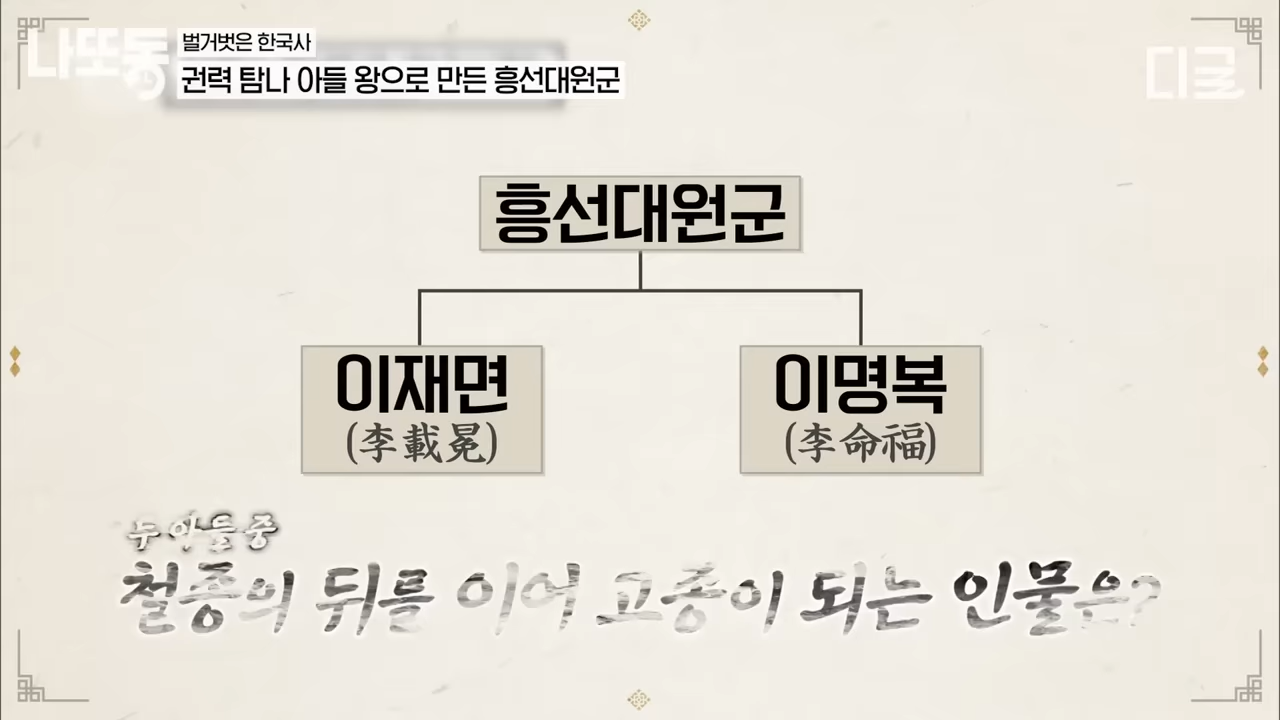 나또동
벌거벗은 한국사
권력 탐나 아들 왕으로 만든 흥선대원군
디글
흥선대원군
이재면
(李載冕)
이명복
(李命福)
두 아들 중
철종의 뒤를 이어 고종이 되는 인물은?